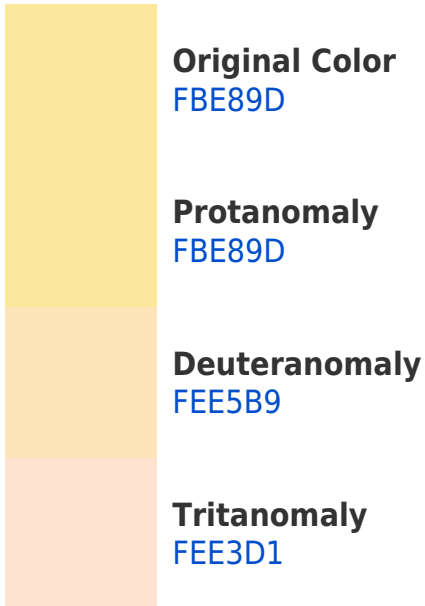 Original Color
FBE89D
Protanomaly
FBE89D
Deuteranomaly
FEE5B9
Tritanomaly
FEE3D1